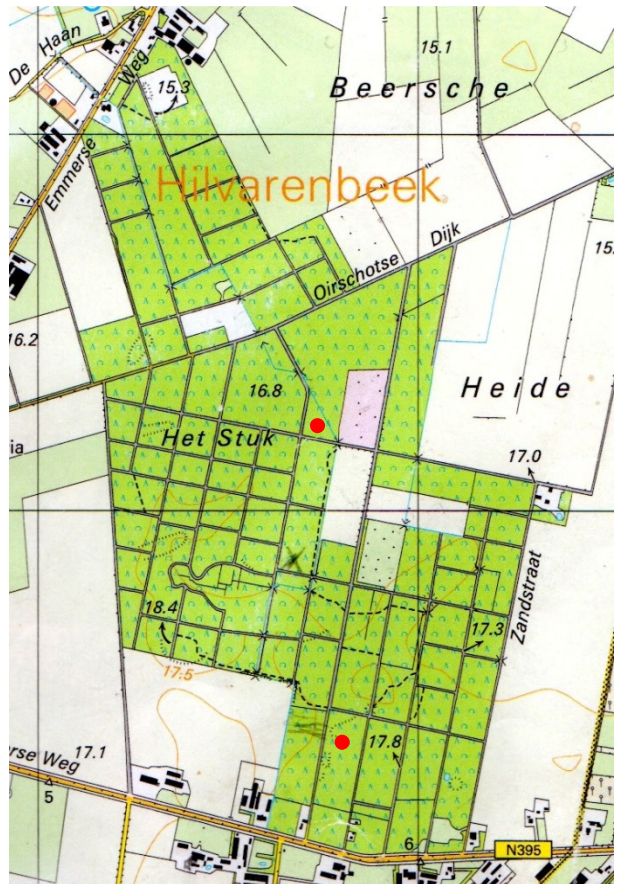 De Haan
Weg
15.3
15.1
Beersche
Emmerse
Hilvarenbeek
Oirschotse Dijk
15.
16.2
16.8
Heide
Het Stuk
ia
17.0
18.4
17.3
Zandstraat
17.5
17.8
rse Weg
17.1
5
6
N395